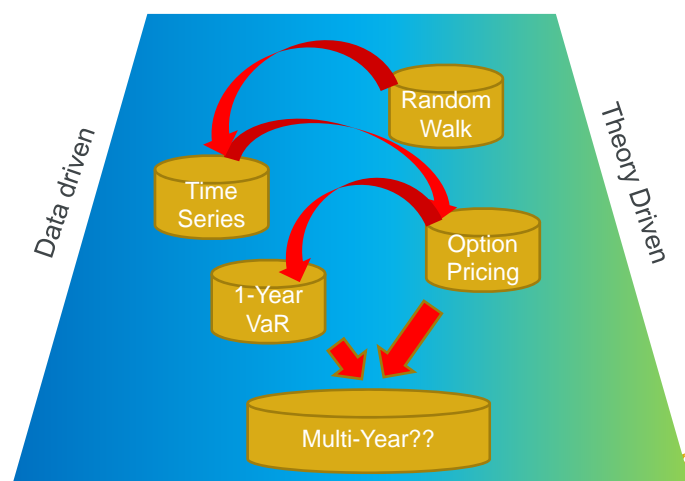 Random
Walk
Data driven
Theory Driven
Time
Series
Option
Pricing
1-Year
VaR
Multi-Year??